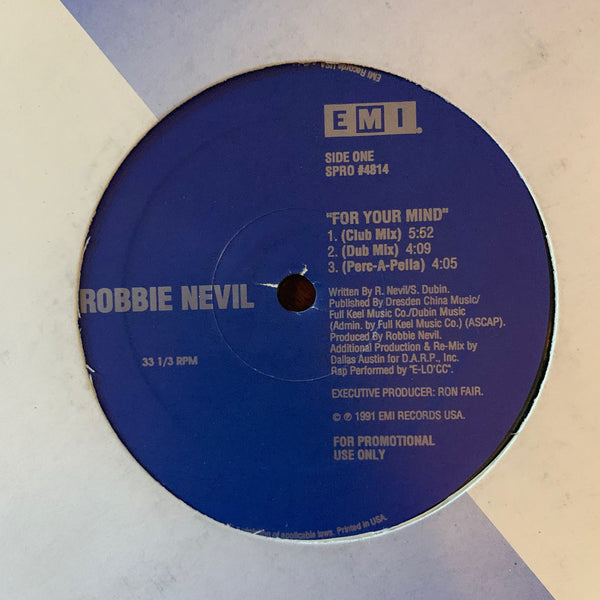 EMI Records USA
EMI.
SIDE ONE
SPRO #4814
"FOR YOUR MIND"
1. (Club Mix) 5:52
2. (Dub Mix) 4:09
3. (Perc-A-Pella) 4:05
ROBBIE NEVIL
33 1/3 RPM
Written By R. Nevil/S. Dubin.
Published By Dresden China Music/
Full Keel Music Co./Dubin Music
(Admin. by Full Keel Music Co.) (ASCAP).
Produced By Robbie Nevil.
Additional Production & Re-Mix by
Dallas Austin for D.A.R.P., Inc.
Rap Performed by "E-LO'CC".
EXECUTIVE PRODUCER: RON FAIR.
© ℗ 1991 EMI RECORDS USA.
FOR PROMOTIONAL
USE ONLY
of applicable laws. Printed in USA.